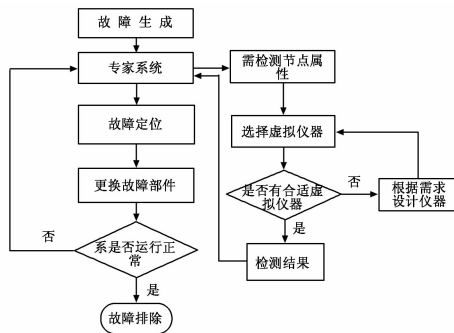 故障生成
专家系统
故障定位
更换故障部件
否
系是否运行正
常
是
故障排除
需检测节点属
性
选择虚拟仪器
是否有合适虚
拟仪器
否
根据需求
设计仪器
是
检测结果